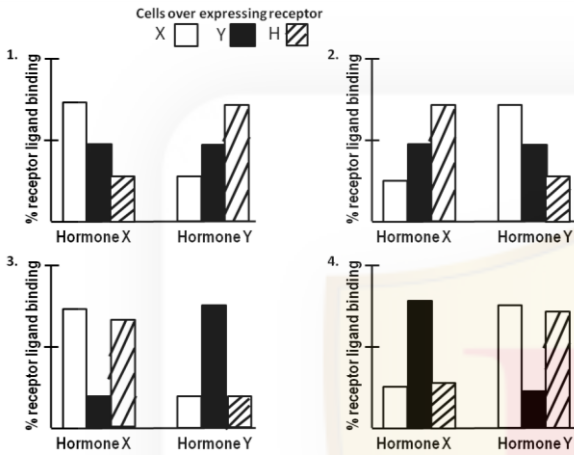 Cells over expressing receptor
X Y H
1.
% receptor ligand binding
Hormone X Hormone Y
2.
% receptor ligand binding
Hormone X Hormone Y
3.
% receptor ligand binding
Hormone X Hormone Y
4.
% receptor ligand binding
Hormone X Hormone Y